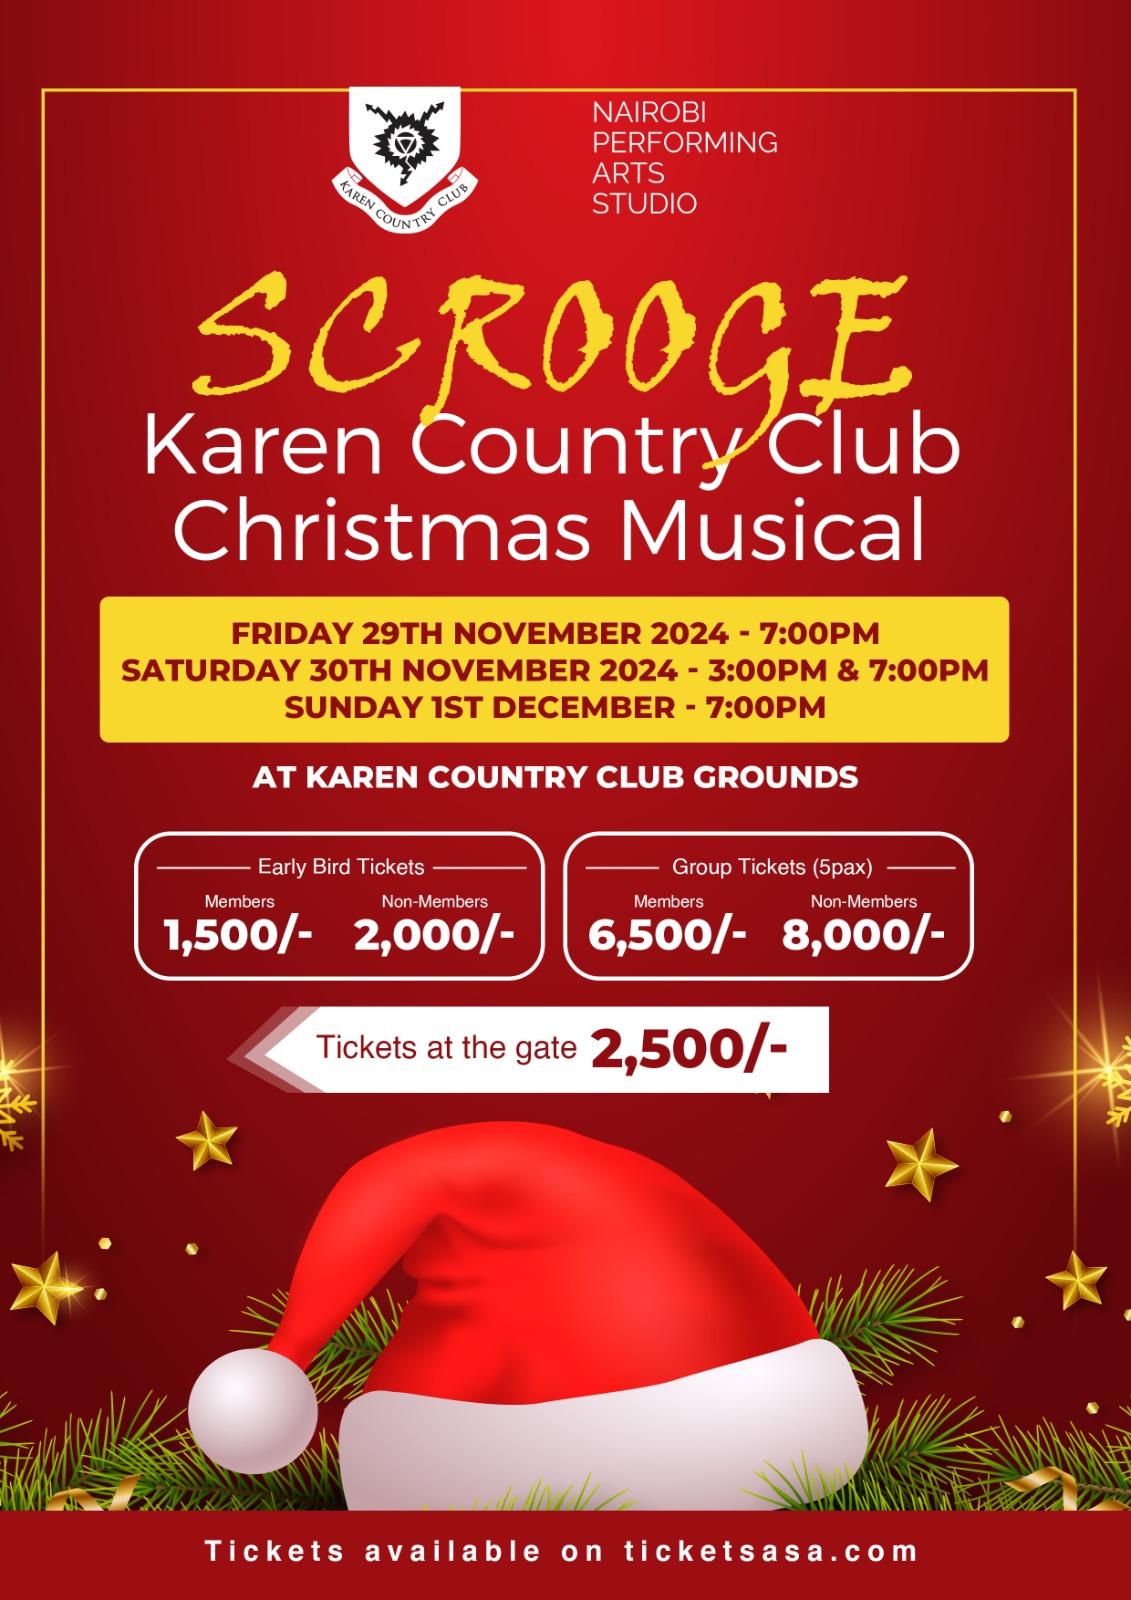 KAREN COUNTRY CLUB
NAIROBI
PERFORMING
ARTS
STUDIO
SCROOGE
Karen Country Club
Christmas Musical
FRIDAY 29TH NOVEMBER 2024 - 7:00PM
SATURDAY 30TH NOVEMBER 2024 - 3:00PM & 7:00PM
SUNDAY 1ST DECEMBER - 7:00PM
AT KAREN COUNTRY CLUB GROUNDS
Early Bird Tickets
Members Non-Members
1,500/- 2,000/-
Group Tickets (5pax)
Members Non-Members
6,500/- 8,000/-
Tickets at the gate 2,500/-
Tickets available on ticketsasa.com